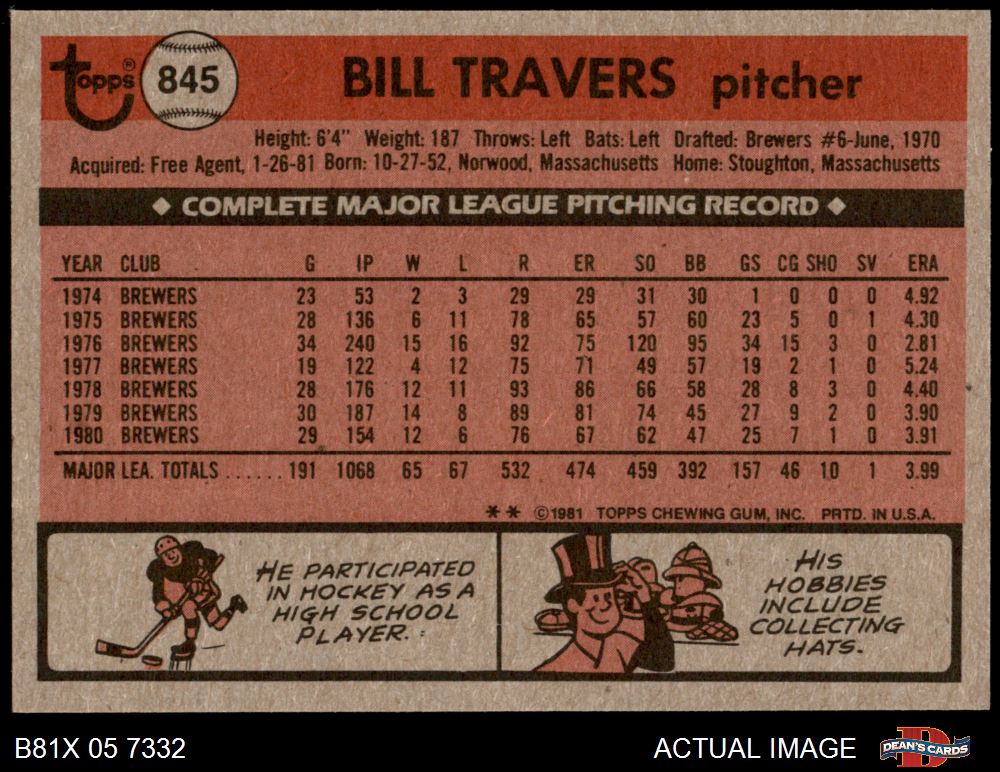 topps® 845 BILL TRAVERS pitcher
Height: 6'4" Weight: 187 Throws: Left Bats: Left Drafted: Brewers #6-June, 1970
Acquired: Free Agent, 1-26-81 Born: 10-27-52, Norwood, Massachusetts Home: Stoughton, Massachusetts
◆ COMPLETE MAJOR LEAGUE PITCHING RECORD ◆
YEAR CLUB G IP W L R ER SO BB GS CG SHO SV ERA
1974 BREWERS 23 53 2 3 29 29 31 30 1 0 0 0 4.92
1975 BREWERS 28 136 6 11 78 65 57 60 23 5 0 1 4.30
1976 BREWERS 34 240 15 16 92 75 120 95 34 15 3 0 2.81
1977 BREWERS 19 122 4 12 75 71 49 57 19 2 1 0 5.24
1978 BREWERS 28 176 12 11 93 86 66 58 28 8 3 0 4.40
1979 BREWERS 30 187 14 8 89 81 74 45 27 9 2 0 3.90
1980 BREWERS 29 154 12 6 76 67 62 47 25 7 1 0 3.91
MAJOR LEA. TOTALS ...... 191 1068 65 67 532 474 459 392 157 46 10 1 3.99
** ©1981 TOPPS CHEWING GUM, INC. PRTD. IN U.S.A.
HE PARTICIPATED
IN HOCKEY AS A
HIGH SCHOOL
PLAYER.
HIS
HOBBIES
INCLUDE
COLLECTING
HATS.
B81X 05 7332 ACTUAL IMAGE DEAN'S CARDS